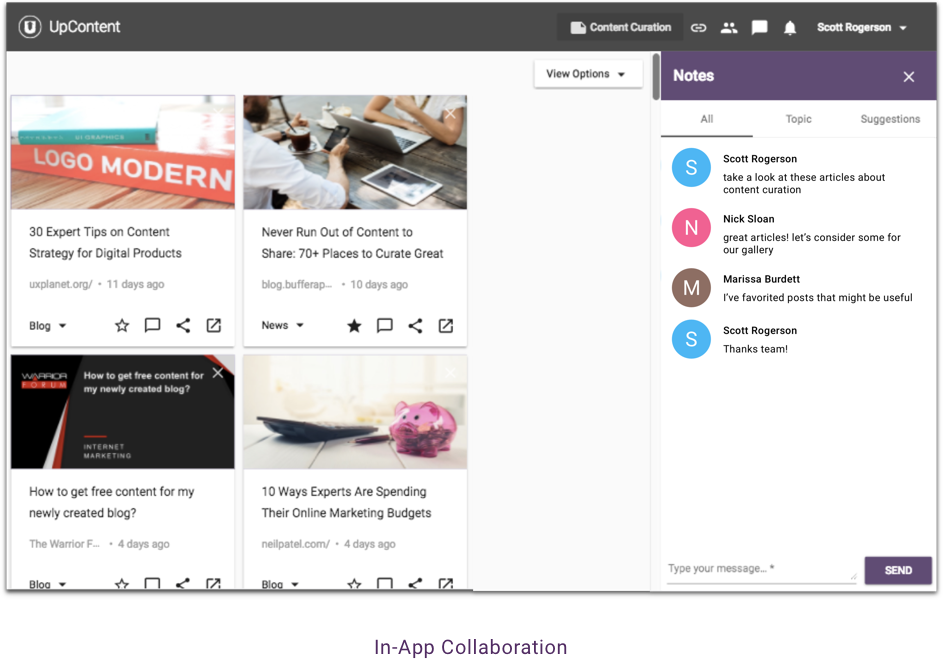 UpContent
Content Curation
Scott Rogerson
View Options
Notes
All
Topic
Suggestions
UI GRAPHICS
LOGO MODERN
30 Expert Tips on Content
Strategy for Digital Products
uxplanet.org/ • 11 days ago
Blog
Never Run Out of Content to
Share: 70+ Places to Curate Great
blog.bufferap... • 10 days ago
News
WARRIOR
FORUM
How to get free content for
my newly created blog?
INTERNET
MARKETING
How to get free content for my
newly created blog?
The Warrior F... • 4 days ago
Blog
10 Ways Experts Are Spending
Their Online Marketing Budgets
neilpatel.com/ • 4 days ago
Blog
S
Scott Rogerson
take a look at these articles about
content curation
N
Nick Sloan
great articles! let's consider some for
our gallery
M
Marissa Burdett
I've favorited posts that might be useful
S
Scott Rogerson
Thanks team!
Type your message... *
SEND
In-App Collaboration